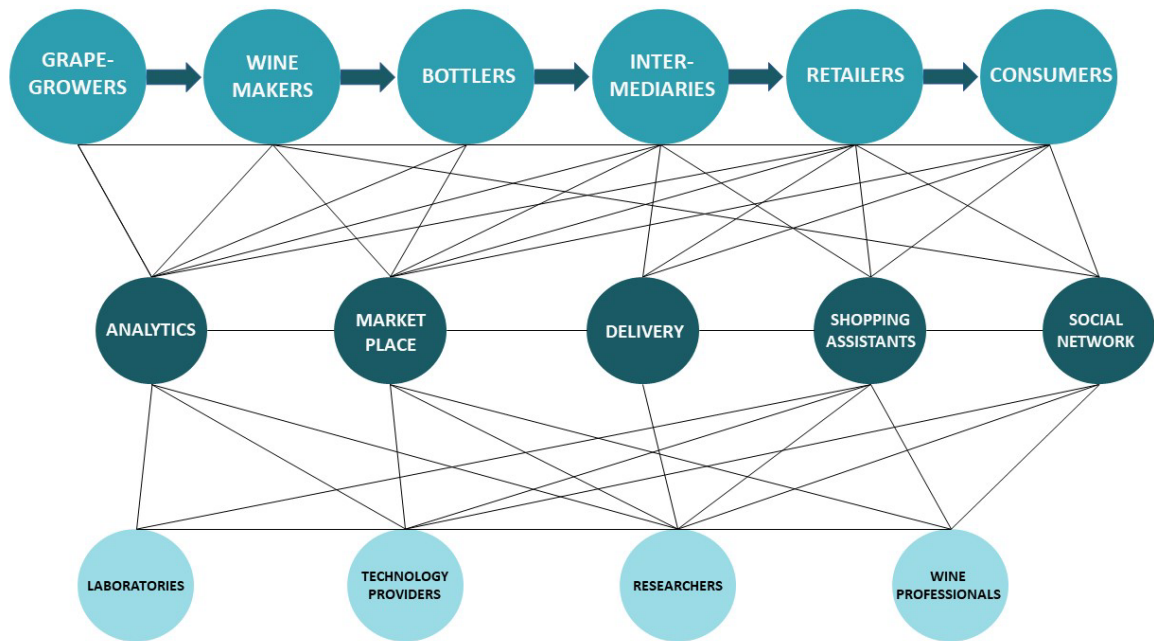 GRAPE-
GROWERS
WINE
MAKERS
BOTTLERS
INTER-
MEDIARIES
RETAILERS
CONSUMERS
ANALYTICS
MARKET
PLACE
DELIVERY
SHOPPING
ASSISTANTS
SOCIAL
NETWORK
LABORATORIES
TECHNOLOGY
PROVIDERS
RESEARCHERS
WINE
PROFESSIONALS